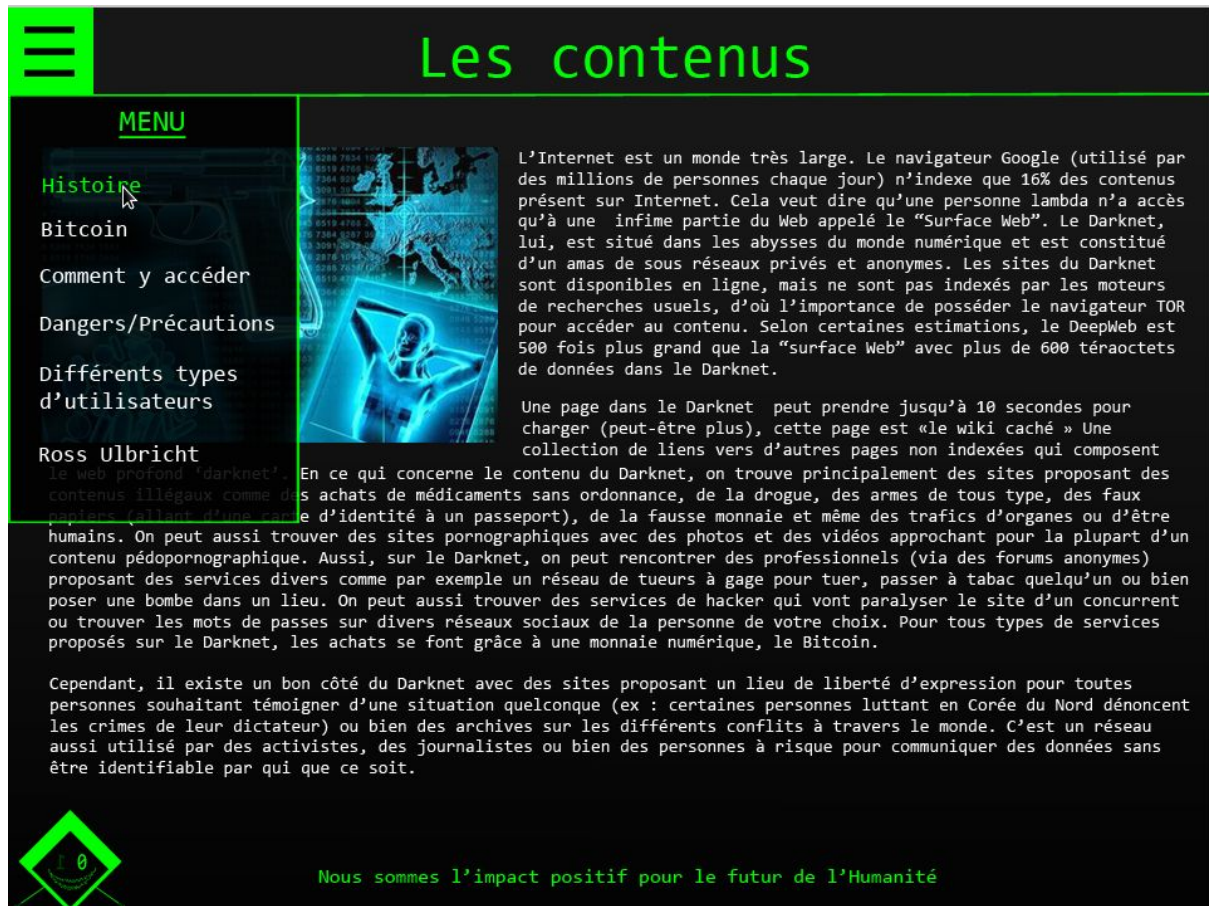 Les contenus
MENU
Histoire
Bitcoin
Comment y accéder
Dangers/Précautions
Différents types
d’utilisateurs
Ross Ulbricht
L’Internet est un monde très large. Le navigateur Google (utilisé par
des millions de personnes chaque jour) n’indexe que 16% des contenus
présent sur Internet. Cela veut dire qu’une personne lambda n’a accès
qu’à une infime partie du Web appelé le “Surface Web”. Le Darknet,
lui, est situé dans les abysses du monde numérique et est constitué
d’un amas de sous réseaux privés et anonymes. Les sites du Darknet
sont disponibles en ligne, mais ne sont pas indexés par les moteurs
de recherches usuels, d’où l’importance de posséder le navigateur TOR
pour accéder au contenu. Selon certaines estimations, le DeepWeb est
500 fois plus grand que la “surface Web” avec plus de 600 téraoctets
de données dans le Darknet.
Une page dans le Darknet peut prendre jusqu’à 10 secondes pour
charger (peut-être plus), cette page est «le wiki caché » Une
collection de liens vers d’autres pages non indexées qui composent
le web profond ‘darknet’. En ce qui concerne le contenu du Darknet, on trouve principalement des sites proposant des
contenus illégaux comme des achats de médicaments sans ordonnance, de la drogue, des armes de tous type, des faux
papiers (allant d’une carte d’identité à un passeport), de la fausse monnaie et même des trafics d’organes ou d’être
humains. On peut aussi trouver des sites pornographiques avec des photos et des vidéos approchant pour la plupart d’un
contenu pédopornographique. Aussi, sur le Darknet, on peut rencontrer des professionnels (via des forums anonymes)
proposant des services divers comme par exemple un réseau de tueurs à gage pour tuer, passer à tabac quelqu’un ou bien
poser une bombe dans un lieu. On peut aussi trouver des services de hacker qui vont paralyser le site d’un concurrent
ou trouver les mots de passes sur divers réseaux sociaux de la personne de votre choix. Pour tous types de services
proposés sur le Darknet, les achats se font grâce à une monnaie numérique, le Bitcoin.
Cependant, il existe un bon côté du Darknet avec des sites proposant un lieu de liberté d’expression pour toutes
personnes souhaitant témoigner d’une situation quelconque (ex : certaines personnes luttant en Corée du Nord dénoncent
les crimes de leur dictateur) ou bien des archives sur les différents conflits à travers le monde. C’est un réseau
aussi utilisé par des activistes, des journalistes ou bien des personnes à risque pour communiquer des données sans
être identifiable par qui que ce soit.
Nous sommes l’impact positif pour le futur de l’Humanité